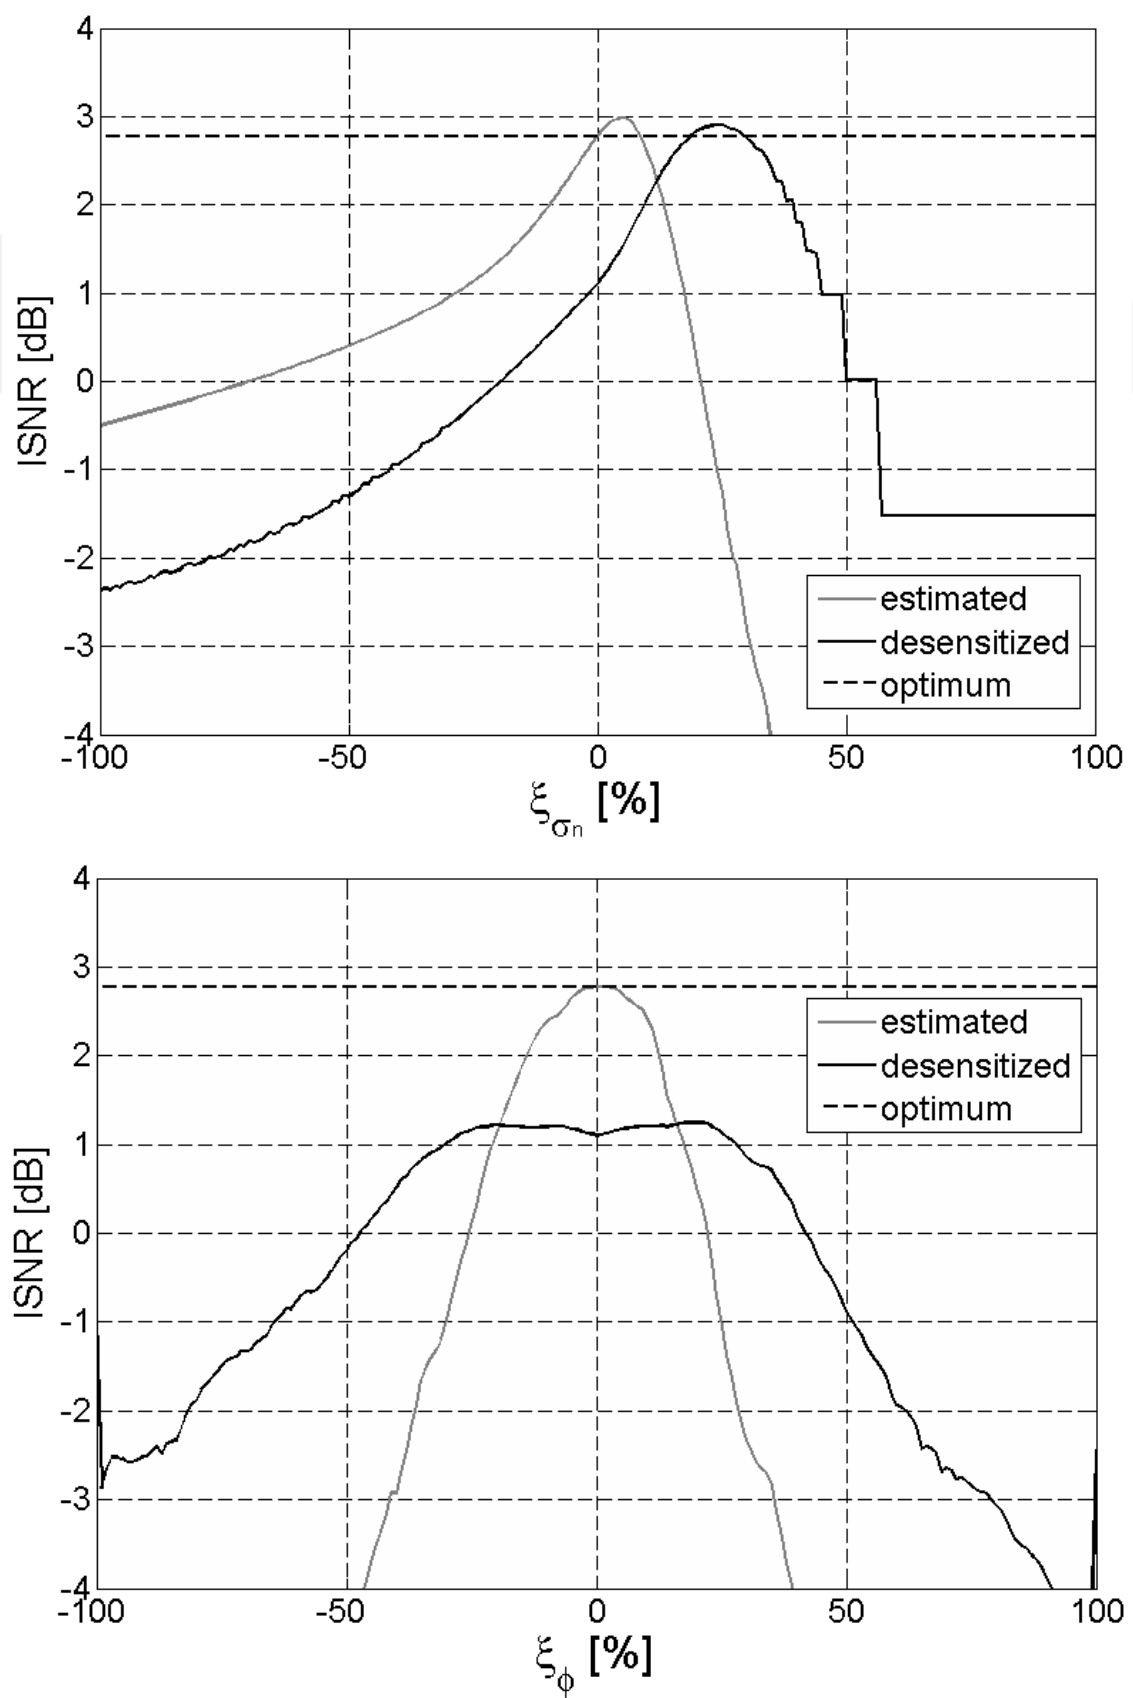 4
3
2
1
0
-1
-2
-3
-4
ISNR [dB]
estimated
desensitized
optimum
-100 -50 0 50 100
ξσn [%]
4
3
2
1
0
-1
-2
-3
-4
ISNR [dB]
estimated
desensitized
optimum
-100 -50 0 50 100
ξϕ [%]